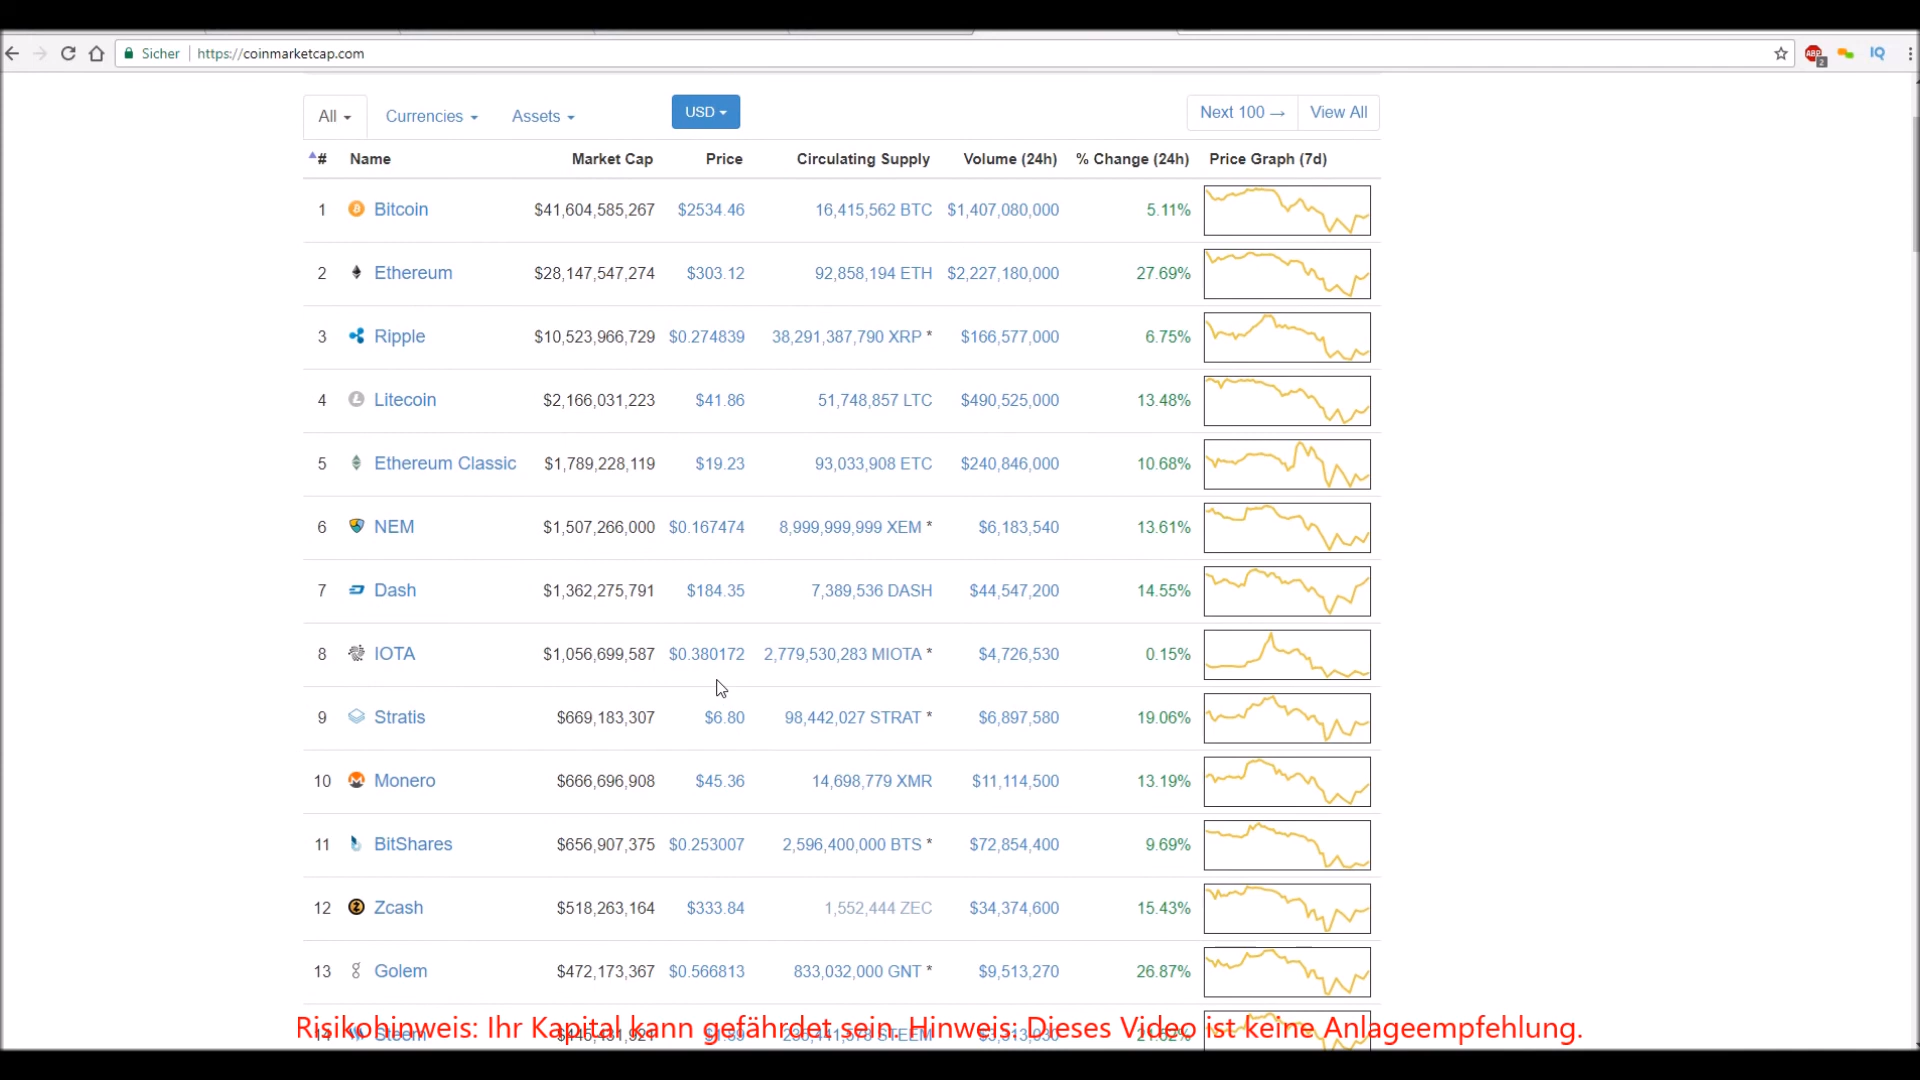 Sicher https://coinmarketcap.com
ABP 2 IQ
All Currencies Assets USD Next 100 → View All
# Name Market Cap Price Circulating Supply Volume (24h) % Change (24h) Price Graph (7d)
1 Bitcoin $41,604,585,267 $2534.46 16,415,562 BTC $1,407,080,000 5.11%
2 Ethereum $28,147,547,274 $303.12 92,858,194 ETH $2,227,180,000 27.69%
3 Ripple $10,523,966,729 $0.274839 38,291,387,790 XRP * $166,577,000 6.75%
4 Litecoin $2,166,031,223 $41.86 51,748,857 LTC $490,525,000 13.48%
5 Ethereum Classic $1,789,228,119 $19.23 93,033,908 ETC $240,846,000 10.68%
6 NEM $1,507,266,000 $0.167474 8,999,999,999 XEM * $6,183,540 13.61%
7 Dash $1,362,275,791 $184.35 7,389,536 DASH $44,547,200 14.55%
8 IOTA $1,056,699,587 $0.380172 2,779,530,283 MIOTA * $4,726,530 0.15%
9 Stratis $669,183,307 $6.80 98,442,027 STRAT * $6,897,580 19.06%
10 Monero $666,696,908 $45.36 14,698,779 XMR $11,114,500 13.19%
11 BitShares $656,907,375 $0.253007 2,596,400,000 BTS * $72,854,400 9.69%
12 Zcash $518,263,164 $333.84 1,552,444 ZEC $34,374,600 15.43%
13 Golem $472,173,367 $0.566813 833,032,000 GNT * $9,513,270 26.87%
14 Steem STEEM
Risikohinweis: Ihr Kapital kann gefährdet sein. Hinweis: Dieses Video ist keine Anlageempfehlung.